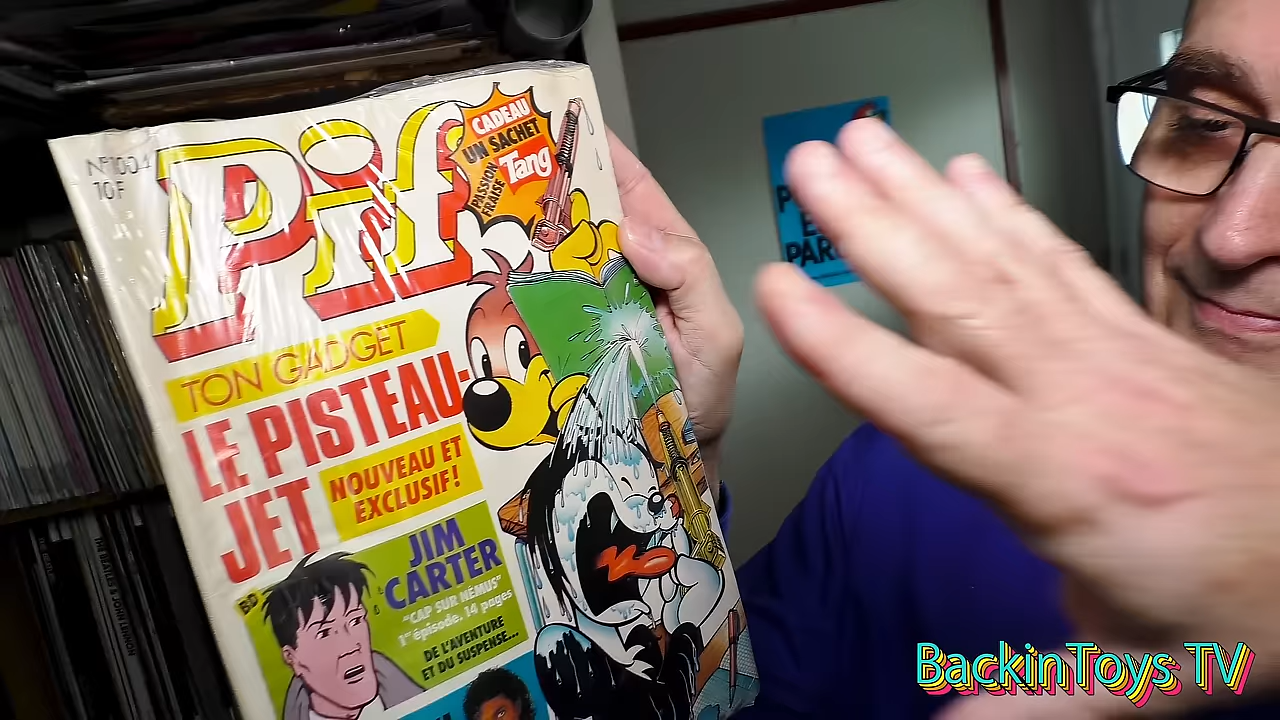 N°1004
10F
Pif
CADEAU
UN SACHET
Tang
PASSION
FRAISE
TON GADGET
LE PISTEAU-
JET
NOUVEAU ET
EXCLUSIF!
BD
JIM
CARTER
"CAP SUR NÉMUS"
1er épisode. 14 pages
DE L'AVENTURE
ET DU SUSPENSE...
BackinToys TV